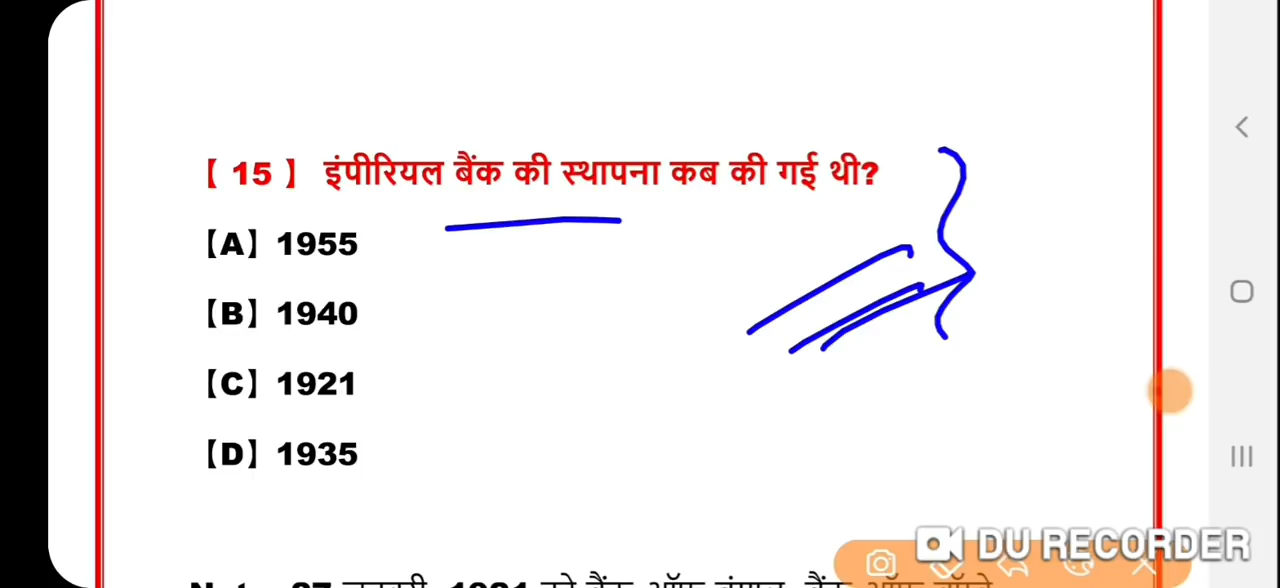 【 15 】 इंपीरियल बैंक की स्थापना कब की गई थी?
【A】 1955
【B】 1940
【C】 1921
【D】 1935
DU RECORDER